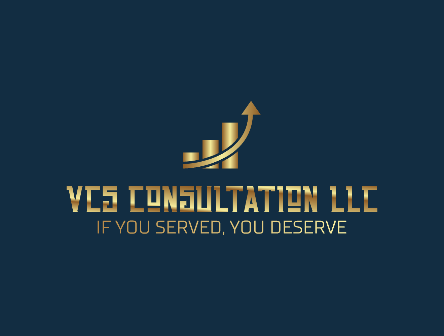 VCS CONSULTATION LLC
IF YOU SERVED, YOU DESERVE